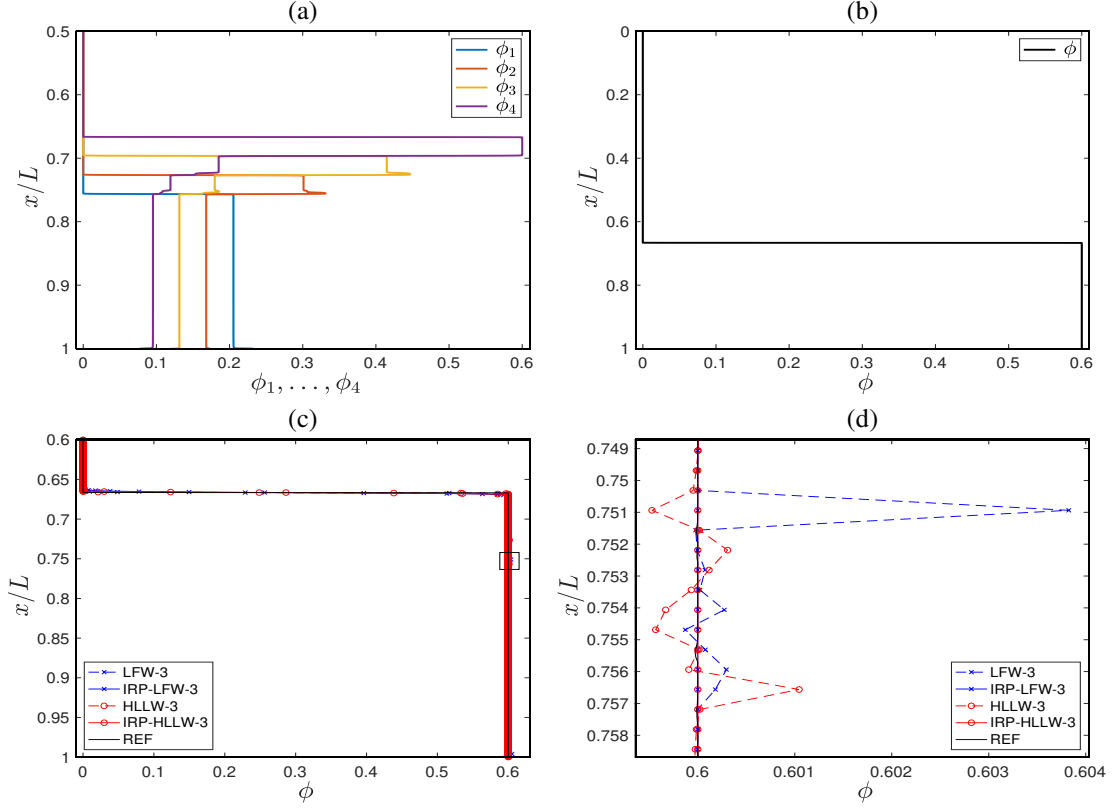 (a)
0.5
0.6
0.7
0.8
0.9
1
x/L
0 0.1 0.2 0.3 0.4 0.5 0.6
ϕ₁, . . . , ϕ₄
ϕ₁
ϕ₂
ϕ₃
ϕ₄
(b)
0
0.2
0.4
0.6
0.8
1
x/L
0 0.1 0.2 0.3 0.4 0.5 0.6
ϕ
ϕ
(c)
0.6
0.65
0.7
0.75
0.8
0.85
0.9
0.95
1
x/L
0 0.1 0.2 0.3 0.4 0.5 0.6
ϕ
LFW-3
IRP-LFW-3
HLLW-3
IRP-HLLW-3
REF
(d)
0.749
0.75
0.751
0.752
0.753
0.754
0.755
0.756
0.757
0.758
x/L
0.6 0.601 0.602 0.603 0.604
ϕ
LFW-3
IRP-LFW-3
HLLW-3
IRP-HLLW-3
REF